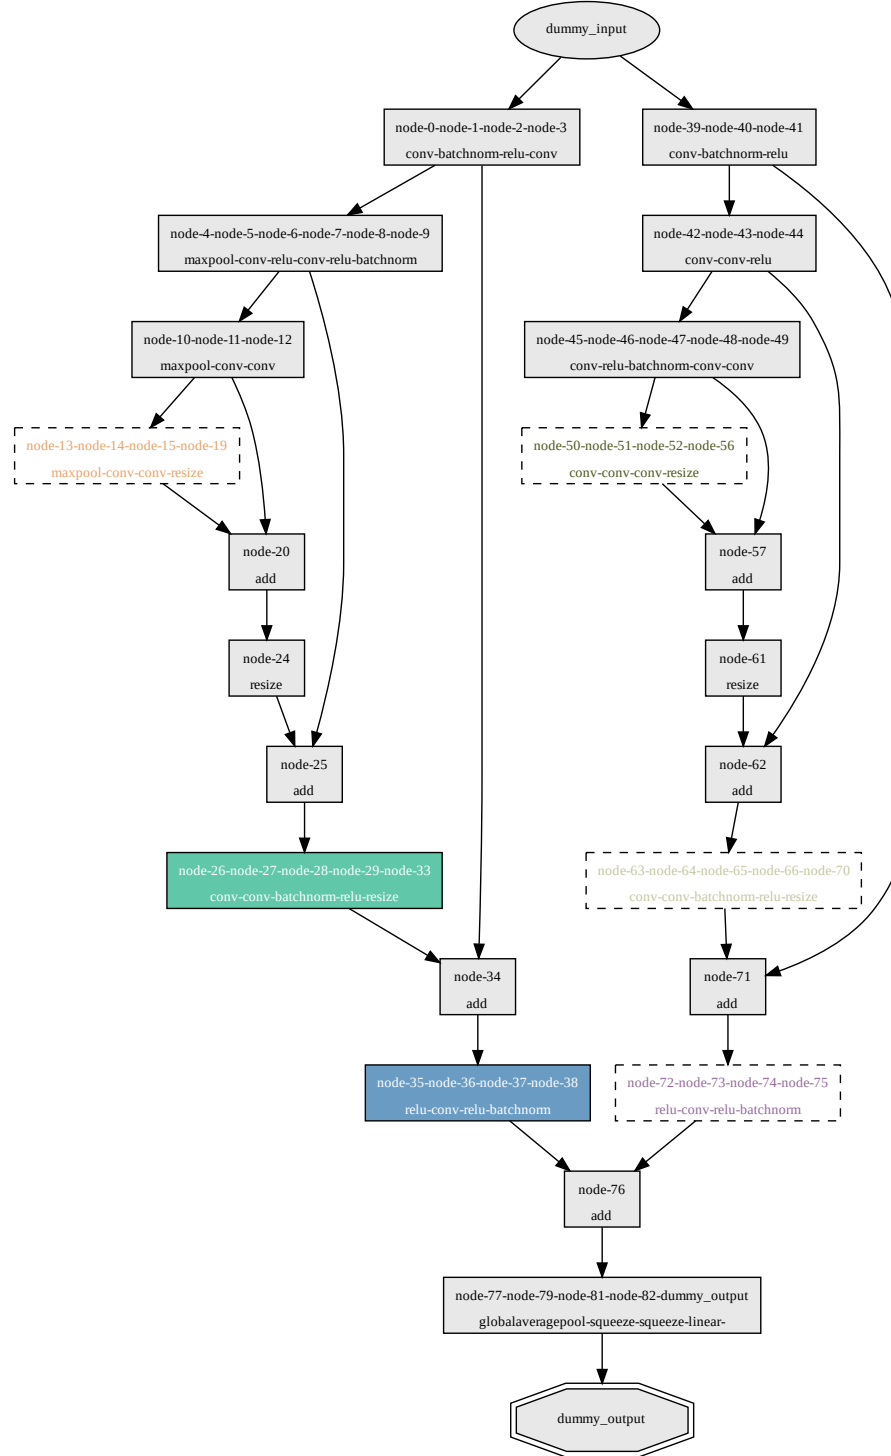 dummy_input
node-0-node-1-node-2-node-3
conv-batchnorm-relu-conv
node-39-node-40-node-41
conv-batchnorm-relu
node-4-node-5-node-6-node-7-node-8-node-9
maxpool-conv-relu-conv-relu-batchnorm
node-42-node-43-node-44
conv-conv-relu
node-10-node-11-node-12
maxpool-conv-conv
node-45-node-46-node-47-node-48-node-49
conv-relu-batchnorm-conv-conv
node-13-node-14-node-15-node-19
maxpool-conv-conv-resize
node-50-node-51-node-52-node-56
conv-conv-conv-resize
node-20
add
node-57
add
node-24
resize
node-61
resize
node-25
add
node-62
add
node-26-node-27-node-28-node-29-node-33
conv-conv-batchnorm-relu-resize
node-63-node-64-node-65-node-66-node-70
conv-conv-batchnorm-relu-resize
node-34
add
node-71
add
node-35-node-36-node-37-node-38
relu-conv-relu-batchnorm
node-72-node-73-node-74-node-75
relu-conv-relu-batchnorm
node-76
add
node-77-node-79-node-81-node-82-dummy_output
globalaveragepool-squeeze-squeeze-linear-
dummy_output